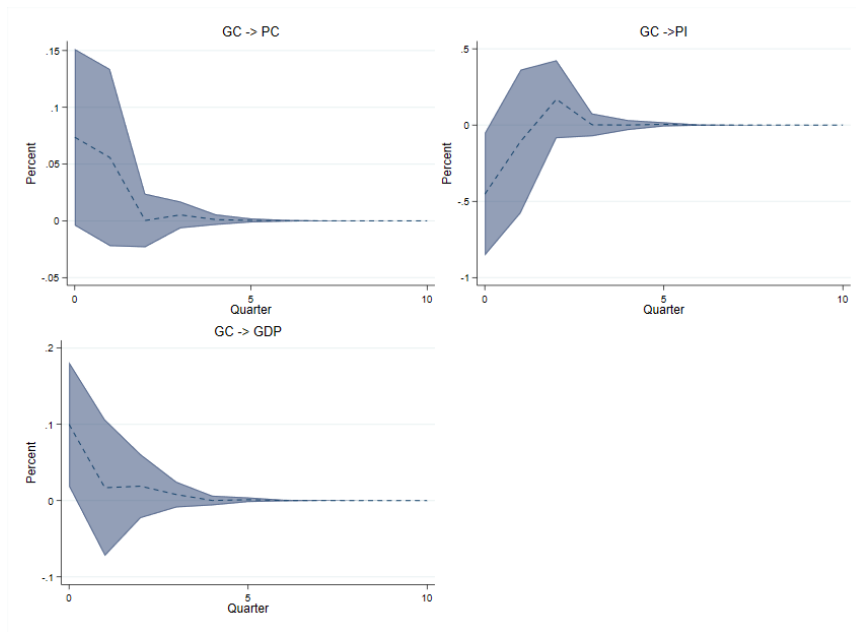 GC -> PC
.15
.1
.05
0
-.05
Percent
0
5
10
Quarter
GC ->PI
.5
0
-.5
-1
Percent
0
5
10
Quarter
GC -> GDP
.2
.1
0
-.1
Percent
0
5
10
Quarter